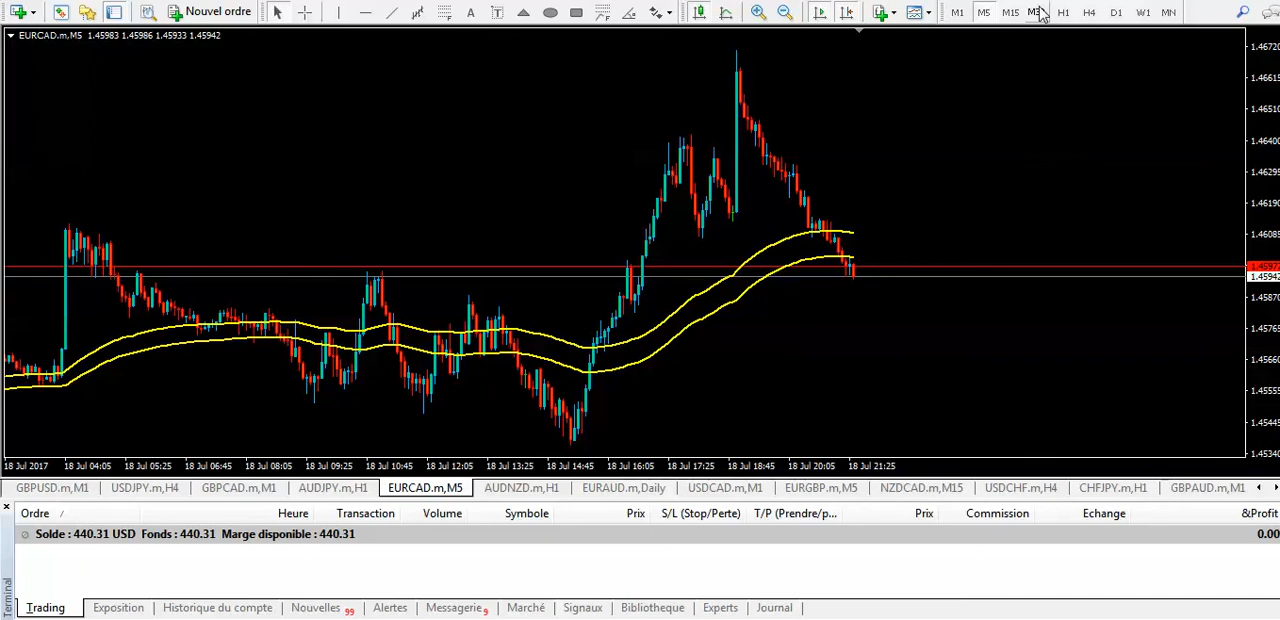 Nouvel ordre A T M1 M5 M15 M3 H1 H4 D1 W1 MN
EURCAD.m,M5 1.45983 1.45986 1.45933 1.45942
1.46720
1.46615
1.46510
1.46400
1.46295
1.46190
1.46085
1.45977
1.45942
1.45870
1.45765
1.45660
1.45555
1.45445
1.45340
18 Jul 2017 18 Jul 04:05 18 Jul 05:25 18 Jul 06:45 18 Jul 08:05 18 Jul 09:25 18 Jul 10:45 18 Jul 12:05 18 Jul 13:25 18 Jul 14:45 18 Jul 16:05 18 Jul 17:25 18 Jul 18:45 18 Jul 20:05 18 Jul 21:25
GBPUSD.m,M1 USDJPY.m,H4 GBPCAD.m,M1 AUDJPY.m,H1 EURCAD.m,M5 AUDNZD.m,H1 EURAUD.m,Daily USDCAD.m,M1 EURGBP.m,M5 NZDCAD.m,M15 USDCHF.m,H4 CHFJPY.m,H1 GBPAUD.m,M1
Ordre / Heure Transaction Volume Symbole Prix S/L (Stop/Perte) T/P (Prendre/p... Prix Commission Echange &Profit
Solde : 440.31 USD Fonds : 440.31 Marge disponible : 440.31 0.00
Terminal
Trading Exposition Historique du compte Nouvelles 99 Alertes Messagerie 9 Marché Signaux Bibliotheque Experts Journal